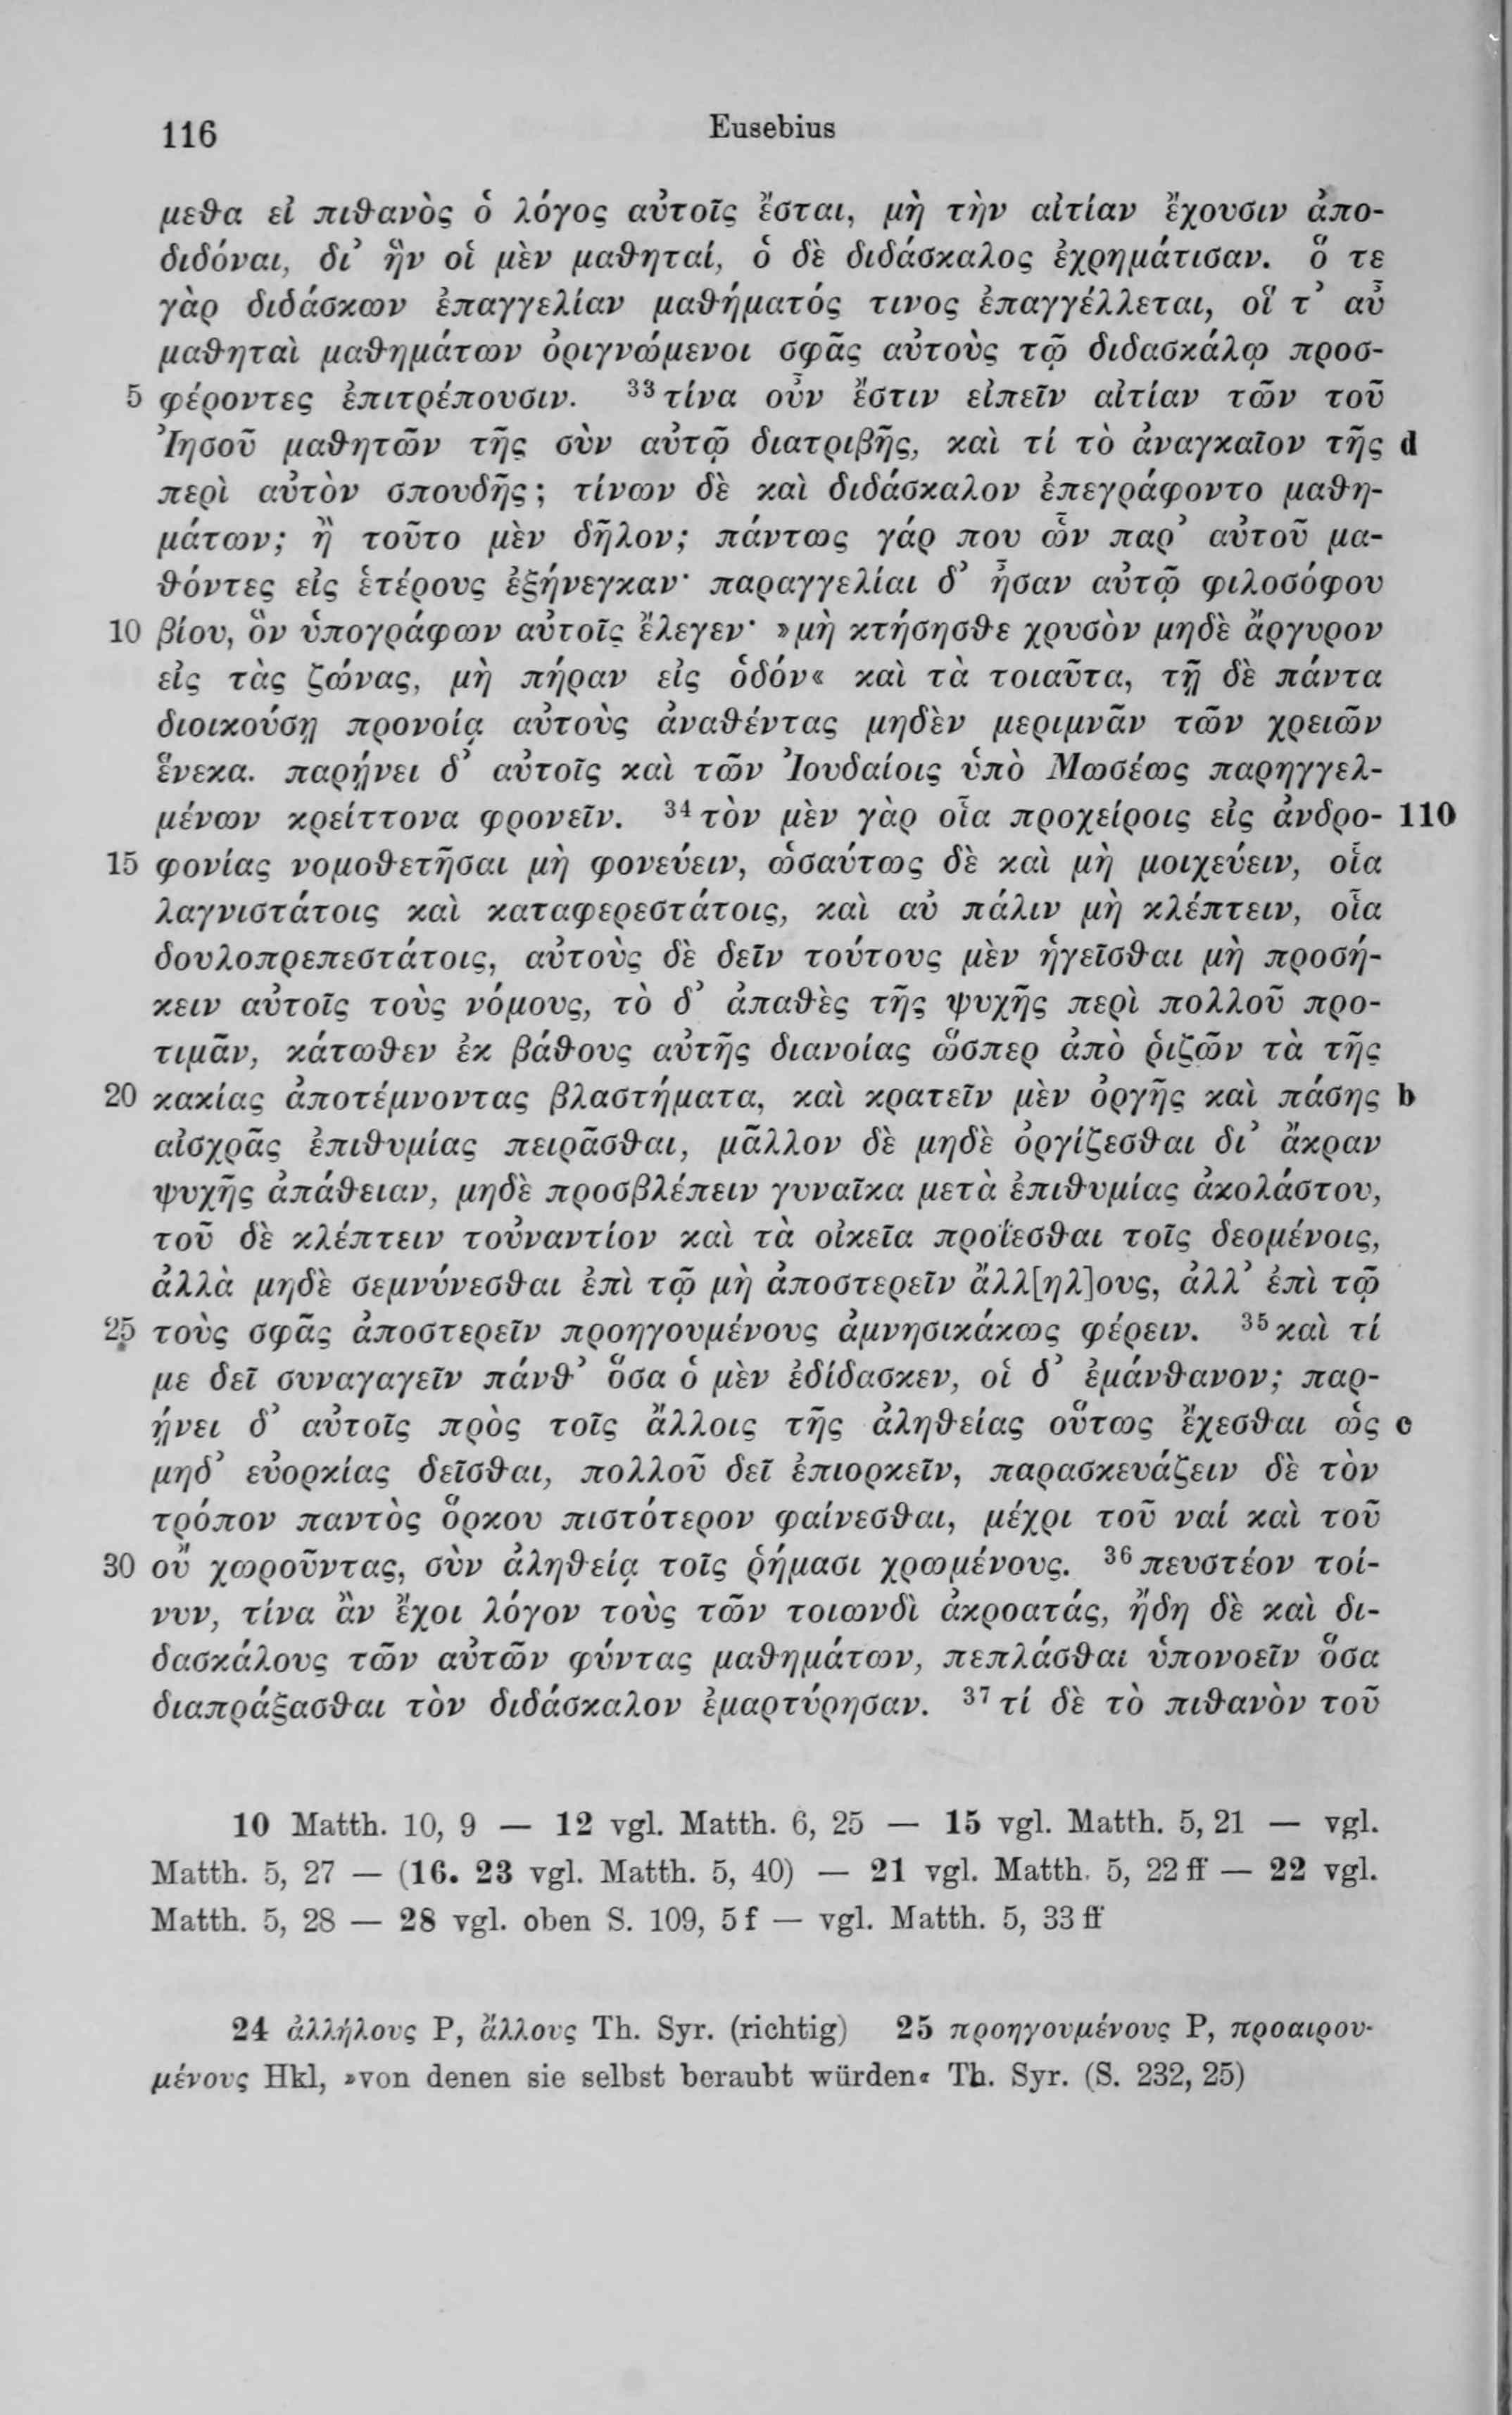 116
Eusebius
μεθα εἰ πιθανὸς ὁ λόγος αὐτοῖς ἔσται, μὴ τὴν αἰτίαν ἔχουσιν ἀπο-
διδόναι, δι' ἣν οἱ μὲν μαθηταί, ὁ δὲ διδάσκαλος ἐχρημάτισαν. ὅ τε
γὰρ διδάσκων ἐπαγγελίαν μαθήματός τινος ἐπαγγέλλεται, οἵ τ' αὖ
μαθηταὶ μαθημάτων ὀριγνώμενοι σφᾶς αὐτοὺς τῷ διδασκάλῳ προσ-
5 φέροντες ἐπιτρέπουσιν. 33 τίνα οὖν ἔστιν εἰπεῖν αἰτίαν τῶν τοῦ
Ἰησοῦ μαθητῶν τῆς σὺν αὐτῷ διατριβῆς, καὶ τί τὸ ἀναγκαῖον τῆς d
περὶ αὐτὸν σπουδῆς; τίνων δὲ καὶ διδάσκαλον ἐπεγράφοντο μαθη-
μάτων; ἢ τοῦτο μὲν δῆλον; πάντως γάρ που ὧν παρ' αὐτοῦ μα-
θόντες εἰς ἑτέρους ἐξήνεγκαν· παραγγελίαι δ' ἦσαν αὐτῷ φιλοσόφου
10 βίου, ὃν ὑπογράφων αὐτοῖς ἔλεγεν· »μὴ κτήσησθε χρυσὸν μηδὲ ἄργυρον
εἰς τὰς ζώνας, μὴ πήραν εἰς ὁδόν« καὶ τὰ τοιαῦτα, τῇ δὲ πάντα
διοικούσῃ προνοίᾳ αὐτοὺς ἀναθέντας μηδὲν μεριμνᾶν τῶν χρειῶν
ἕνεκα. παρῄνει δ' αὐτοῖς καὶ τῶν Ἰουδαίοις ὑπὸ Μωσέως παρηγγελ-
μένων κρείττονα φρονεῖν. 34 τὸν μὲν γὰρ οἷα προχείροις εἰς ἀνδρο- 110
15 φονίας νομοθετῆσαι μὴ φονεύειν, ὡσαύτως δὲ καὶ μὴ μοιχεύειν, οἷα
λαγνιστάτοις καὶ καταφερεστάτοις, καὶ αὖ πάλιν μὴ κλέπτειν, οἷα
δουλοπρεπεστάτοις, αὐτοὺς δὲ δεῖν τούτους μὲν ἡγεῖσθαι μὴ προσή-
κειν αὐτοῖς τοὺς νόμους, τὸ δ' ἀπαθὲς τῆς ψυχῆς περὶ πολλοῦ προ-
τιμᾶν, κάτωθεν ἐκ βάθους αὐτῆς διανοίας ὥσπερ ἀπὸ ῥιζῶν τὰ τῆς
20 κακίας ἀποτέμνοντας βλαστήματα, καὶ κρατεῖν μὲν ὀργῆς καὶ πάσης b
αἰσχρᾶς ἐπιθυμίας πειρᾶσθαι, μᾶλλον δὲ μηδὲ ὀργίζεσθαι δι' ἄκραν
ψυχῆς ἀπάθειαν, μηδὲ προσβλέπειν γυναῖκα μετὰ ἐπιθυμίας ἀκολάστου,
τοῦ δὲ κλέπτειν τοὐναντίον καὶ τὰ οἰκεῖα προΐεσθαι τοῖς δεομένοις,
ἀλλὰ μηδὲ σεμνύνεσθαι ἐπὶ τῷ μὴ ἀποστερεῖν ἄλλ[ηλ]ους, ἀλλ' ἐπὶ τῷ
25 τοὺς σφᾶς ἀποστερεῖν προηγουμένους ἀμνησικάκως φέρειν. 35 καὶ τί
με δεῖ συναγαγεῖν πάνθ' ὅσα ὁ μὲν ἐδίδασκεν, οἱ δ' ἐμάνθανον; παρ-
ῄνει δ' αὐτοῖς πρὸς τοῖς ἄλλοις τῆς ἀληθείας οὕτως ἔχεσθαι ὡς c
μηδ' εὐορκίας δεῖσθαι, πολλοῦ δεῖ ἐπιορκεῖν, παρασκευάζειν δὲ τὸν
τρόπον παντὸς ὅρκου πιστότερον φαίνεσθαι, μέχρι τοῦ ναί καὶ τοῦ
30 οὔ χωροῦντας, σὺν ἀληθείᾳ τοῖς ῥήμασι χρωμένους. 36 πευστέον τοί-
νυν, τίνα ἂν ἔχοι λόγον τοὺς τῶν τοιωνδὶ ἀκροατάς, ἤδη δὲ καὶ δι-
δασκάλους τῶν αὐτῶν φύντας μαθημάτων, πεπλάσθαι ὑπονοεῖν ὅσα
διαπράξασθαι τὸν διδάσκαλον ἐμαρτύρησαν. 37 τί δὲ τὸ πιθανὸν τοῦ
10 Matth. 10, 9 — 12 vgl. Matth. 6, 25 — 15 vgl. Matth. 5, 21 — vgl.
Matth. 5, 27 — (16. 23 vgl. Matth. 5, 40) — 21 vgl. Matth. 5, 22 ff — 22 vgl.
Matth. 5, 28 — 28 vgl. oben S. 109, 5 f — vgl. Matth. 5, 33 ff
24 ἀλλήλους P, ἄλλους Th. Syr. (richtig) 25 προηγουμένους P, προαιρου-
μένους Hkl, »von denen sie selbst beraubt würden« Th. Syr. (S. 232, 25)